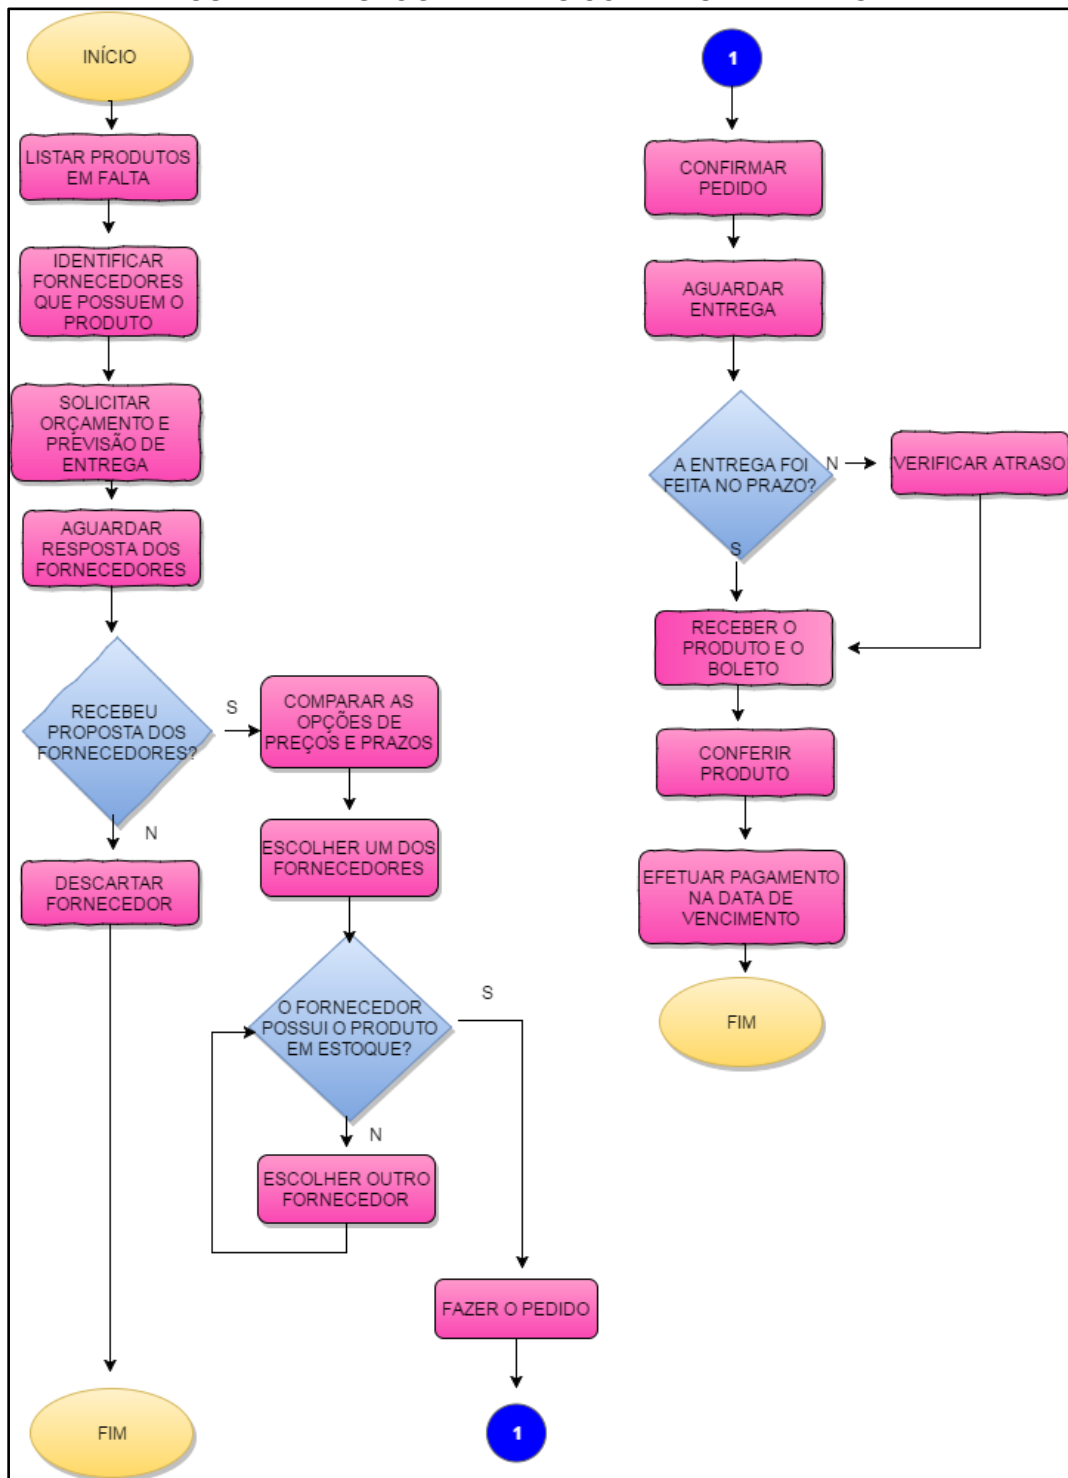 INÍCIO
LISTAR PRODUTOS
EM FALTA
IDENTIFICAR
FORNECEDORES
QUE POSSUEM O
PRODUTO
SOLICITAR
ORÇAMENTO E
PREVISÃO DE
ENTREGA
AGUARDAR
RESPOSTA DOS
FORNECEDORES
RECEBEU
PROPOSTA DOS
FORNECEDORES?
S
N
DESCARTAR
FORNECEDOR
FIM
COMPARAR AS
OPÇÕES DE
PREÇOS E PRAZOS
ESCOLHER UM DOS
FORNECEDORES
O FORNECEDOR
POSSUI O PRODUTO
EM ESTOQUE?
S
N
ESCOLHER OUTRO
FORNECEDOR
FAZER O PEDIDO
1
1
CONFIRMAR
PEDIDO
AGUARDAR
ENTREGA
A ENTREGA FOI
FEITA NO PRAZO?
N
VERIFICAR ATRASO
S
RECEBER O
PRODUTO E O
BOLETO
CONFERIR
PRODUTO
EFETUAR PAGAMENTO
NA DATA DE
VENCIMENTO
FIM